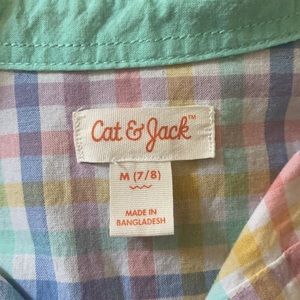 Cat & Jack™
M (7/8)
MADE IN
BANGLADESH